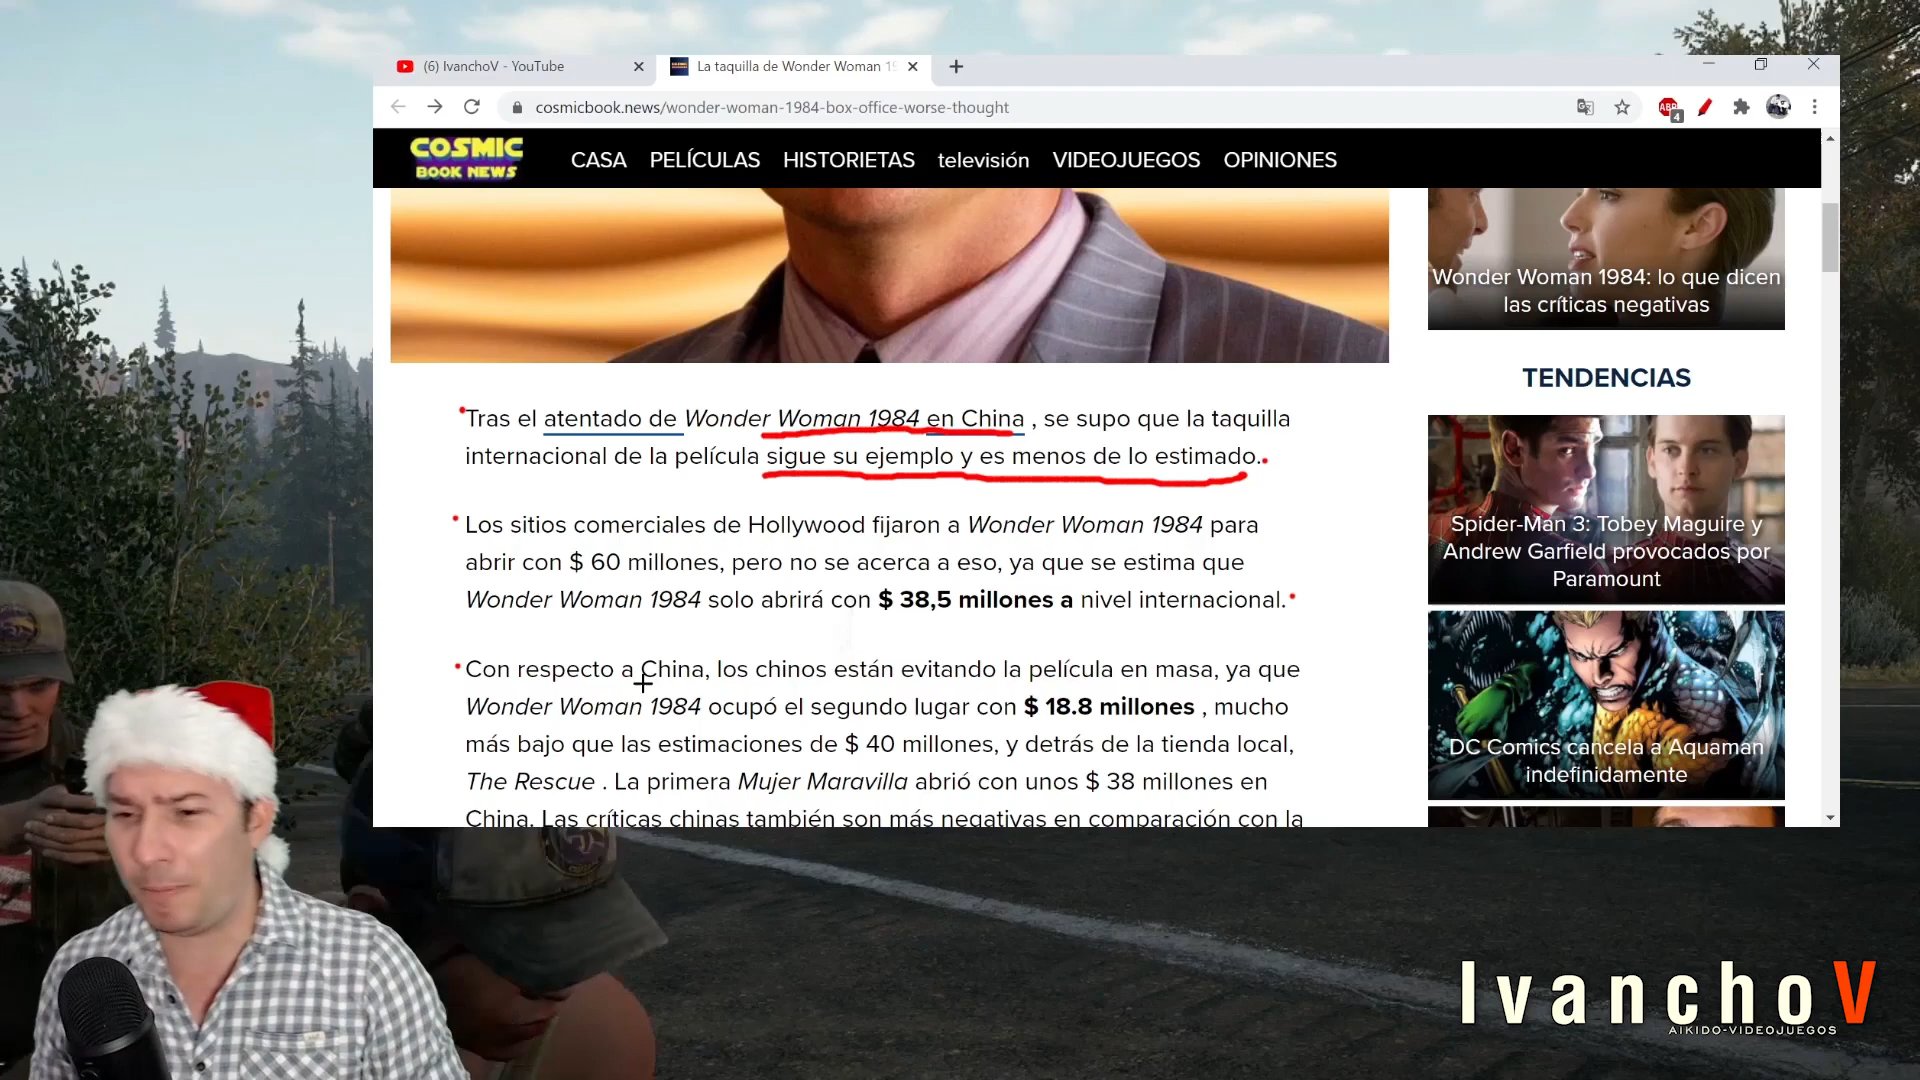 (6) IvanchoV - YouTube
La taquilla de Wonder Woman 19
cosmicbook.news/wonder-woman-1984-box-office-worse-thought
ABP
4
COSMIC
BOOK NEWS
CASA PELÍCULAS HISTORIETAS televisión VIDEOJUEGOS OPINIONES
Tras el atentado de Wonder Woman 1984 en China , se supo que la taquilla
internacional de la película sigue su ejemplo y es menos de lo estimado.
Los sitios comerciales de Hollywood fijaron a Wonder Woman 1984 para
abrir con $ 60 millones, pero no se acerca a eso, ya que se estima que
Wonder Woman 1984 solo abrirá con $ 38,5 millones a nivel internacional.
Con respecto a China, los chinos están evitando la película en masa, ya que
Wonder Woman 1984 ocupó el segundo lugar con $ 18.8 millones , mucho
más bajo que las estimaciones de $ 40 millones, y detrás de la tienda local,
The Rescue . La primera Mujer Maravilla abrió con unos $ 38 millones en
China. Las críticas chinas también son más negativas en comparación con la
Wonder Woman 1984: lo que dicen
las críticas negativas
TENDENCIAS
Spider-Man 3: Tobey Maguire y
Andrew Garfield provocados por
Paramount
DC Comics cancela a Aquaman
indefinidamente
IvanchoV
AIKIDO-VIDEOJUEGOS